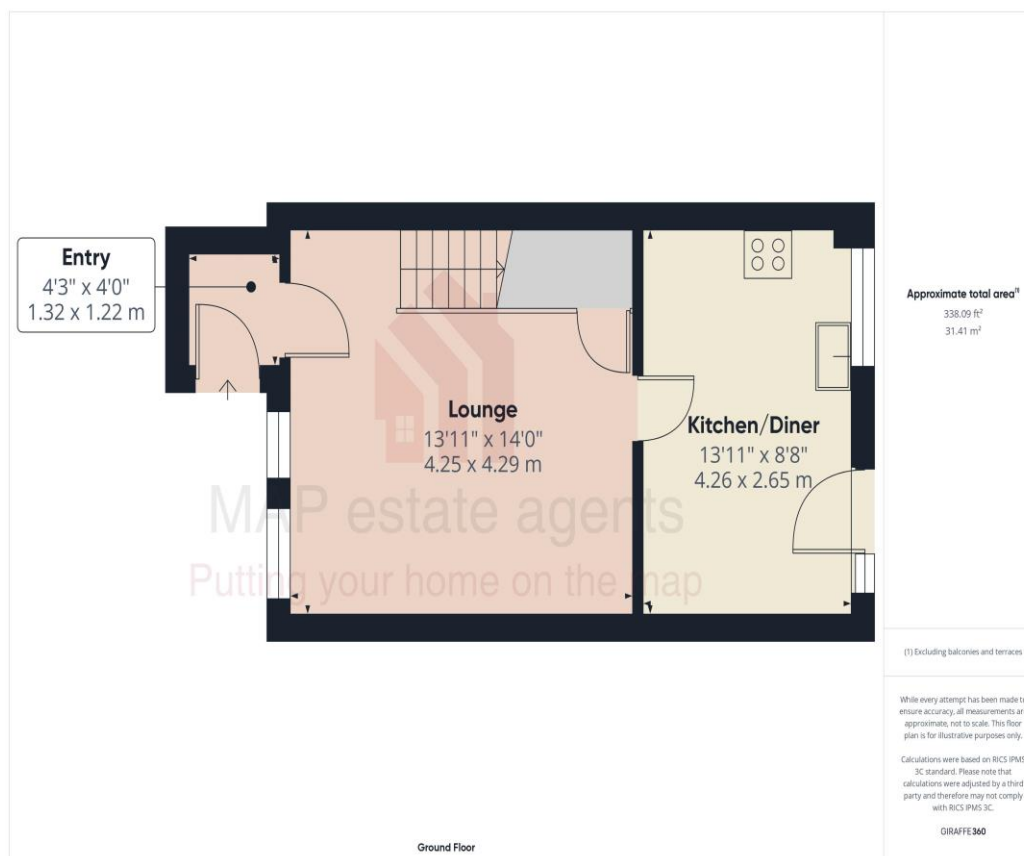 Entry
4'3" x 4'0"
1.32 x 1.22 m
Lounge
13'11" x 14'0"
4.25 x 4.29 m
Kitchen/Diner
13'11" x 8'8"
4.26 x 2.65 m
MAP estate agents
Putting your home on the map
Approximate total area(1)
338.09 ft²
31.41 m²
(1) Excluding balconies and terraces
While every attempt has been made to
ensure accuracy, all measurements are
approximate, not to scale. This floor
plan is for illustrative purposes only.
Calculations were based on RICS IPMS
3C standard. Please note that
calculations were adjusted by a third
party and therefore may not comply
with RICS IPMS 3C.
GIRAFFE360
Ground Floor